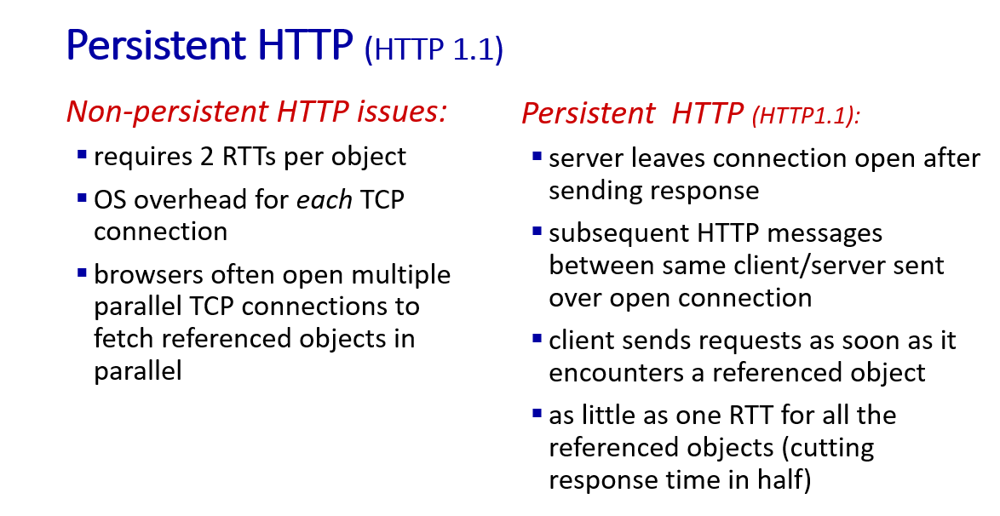 Persistent HTTP (HTTP 1.1)
Non-persistent HTTP issues:
▪ requires 2 RTTs per object
▪ OS overhead for each TCP
connection
▪ browsers often open multiple
parallel TCP connections to
fetch referenced objects in
parallel
Persistent HTTP (HTTP1.1):
▪ server leaves connection open after
sending response
▪ subsequent HTTP messages
between same client/server sent
over open connection
▪ client sends requests as soon as it
encounters a referenced object
▪ as little as one RTT for all the
referenced objects (cutting
response time in half)